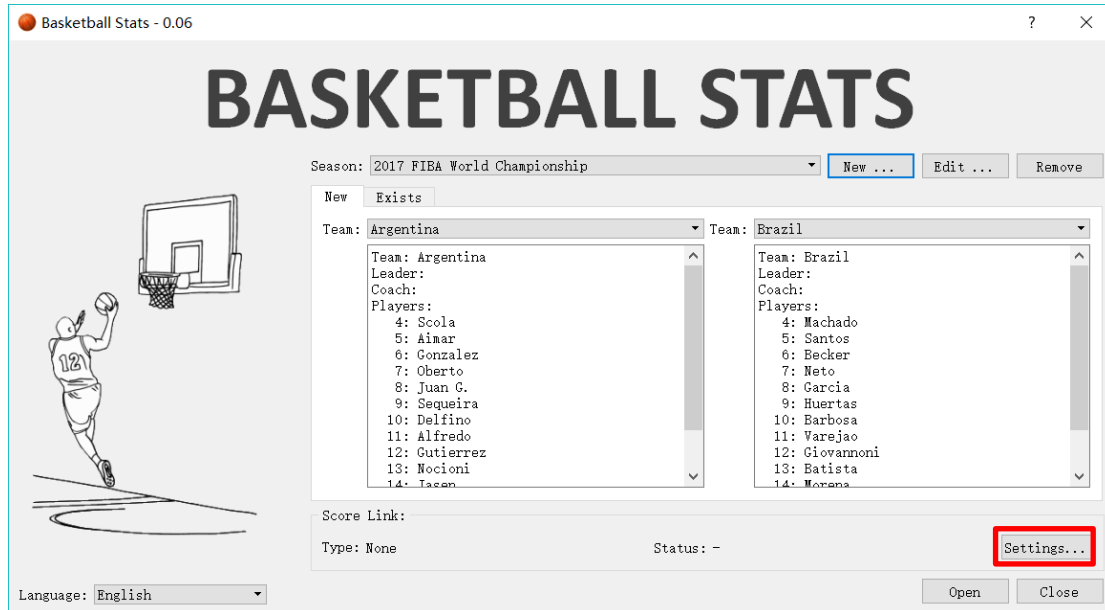 Basketball Stats - 0.06
?
BASKETBALL STATS
Season: 2017 FIBA World Championship New ... Edit ... Remove
New Exists
Team: Argentina
Team: Argentina
Leader:
Coach:
Players:
4: Scola
5: Aimar
6: Gonzalez
7: Oberto
8: Juan G.
9: Sequeira
10: Delfino
11: Alfredo
12: Gutierrez
13: Nocioni
14: Jasen
Team: Brazil
Team: Brazil
Leader:
Coach:
Players:
4: Machado
5: Santos
6: Becker
7: Neto
8: Garcia
9: Huertas
10: Barbosa
11: Varejao
12: Giovannoni
13: Batista
14: Morena
12
Score Link:
Type: None Status: - Settings...
Language: English Open Close